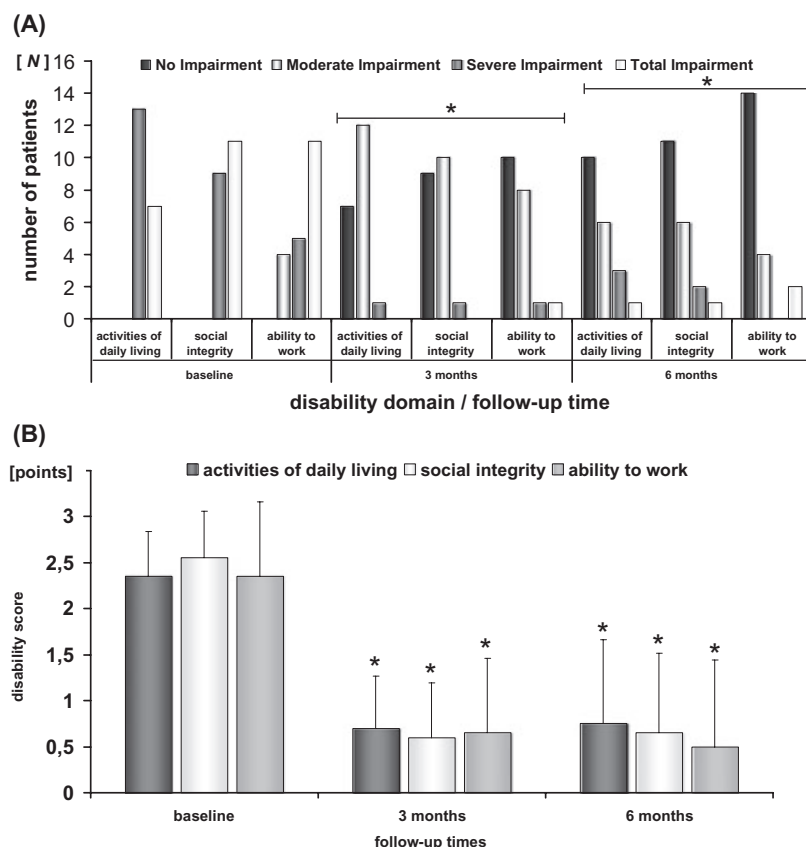 (A)
[ N ] 16
No Impairment Moderate Impairment Severe Impairment Total Impairment
14
12
10
8
6
4
2
0
number of patients
* *
activities of daily living social integrity ability to work activities of daily living social integrity ability to work activities of daily living social integrity ability to work
baseline 3 months 6 months
disability domain / follow-up time
(B)
[points]
activities of daily living social integrity ability to work
3
2,5
2
1,5
1
0,5
0
disability score
* * * * * *
baseline 3 months 6 months
follow-up times